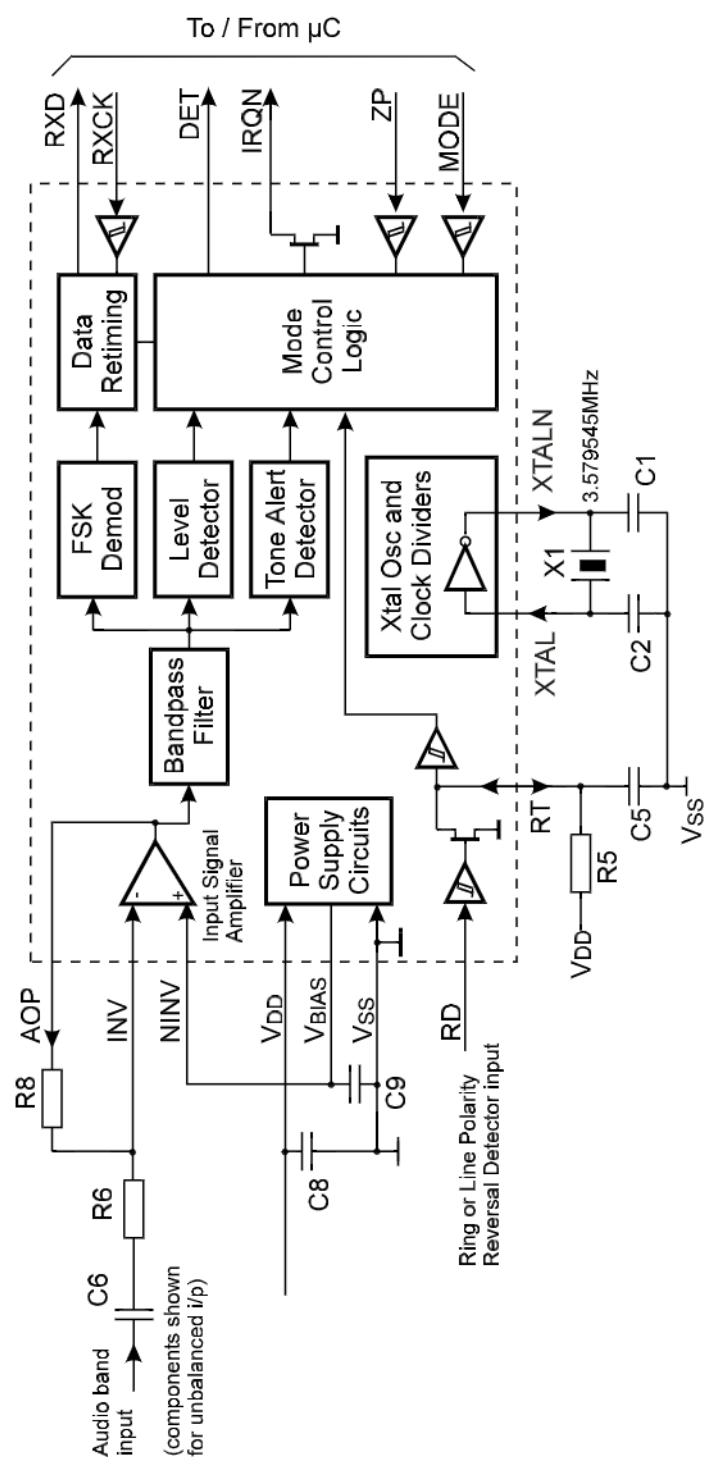 To / From µC
RXD
RXCK
DET
IRQN
ZP
MODE
Data
Retiming
Mode
Control
Logic
FSK
Demod
Level
Detector
Tone Alert
Detector
Xtal Osc and
Clock Dividers
XTALN
XTAL
3.579545MHz
X1
C1
C2
Bandpass
Filter
Input Signal
Amplifier
-
+
Power
Supply
Circuits
RT
C5
R5
VSS
VDD
AOP
INV
NINV
VDD
VBIAS
VSS
RD
R8
R6
C6
C8
C9
Audio band
input
(components shown
for unbalanced i/p)
Ring or Line Polarity
Reversal Detector input